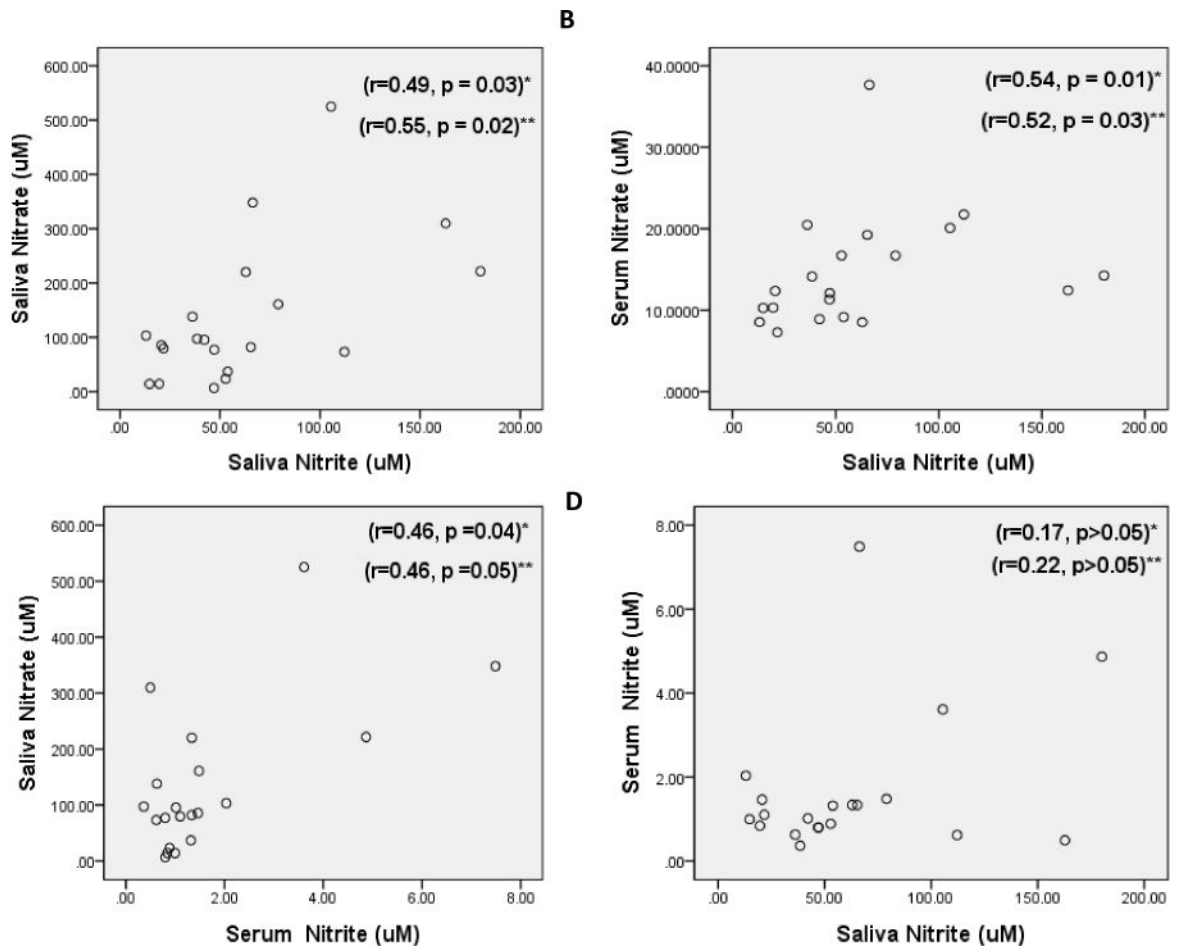 B
600.00
500.00
400.00
300.00
200.00
100.00
.00
Saliva Nitrate (uM)
(r=0.49, p = 0.03)*
(r=0.55, p = 0.02)**
.00 50.00 100.00 150.00 200.00
Saliva Nitrite (uM)
40.0000
30.0000
20.0000
10.0000
.0000
Serum Nitrate (uM)
(r=0.54, p = 0.01)*
(r=0.52, p = 0.03)**
.00 50.00 100.00 150.00 200.00
Saliva Nitrite (uM)
D
600.00
500.00
400.00
300.00
200.00
100.00
.00
Saliva Nitrate (uM)
(r=0.46, p =0.04)*
(r=0.46, p =0.05)**
.00 2.00 4.00 6.00 8.00
Serum Nitrite (uM)
8.00
6.00
4.00
2.00
.00
Serum Nitrite (uM)
(r=0.17, p>0.05)*
(r=0.22, p>0.05)**
.00 50.00 100.00 150.00 200.00
Saliva Nitrite (uM)